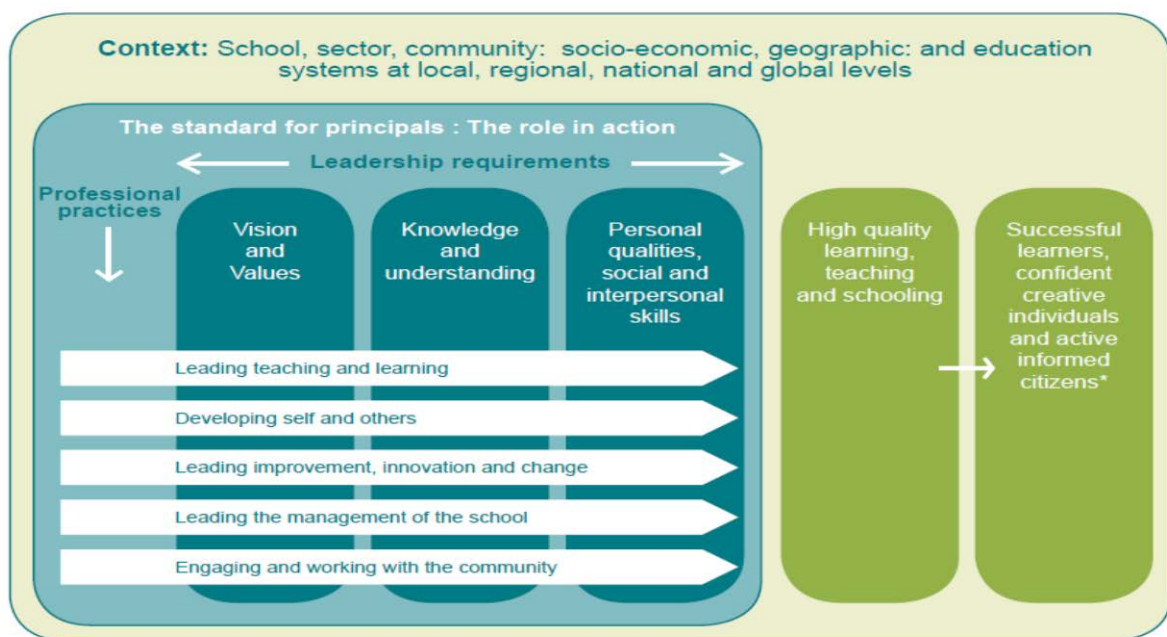 Context: School, sector, community: socio-economic, geographic: and education
systems at local, regional, national and global levels
The standard for principals : The role in action
Leadership requirements
Professional
practices
Vision
and
Values
Knowledge
and
understanding
Personal
qualities,
social and
interpersonal
skills
High quality
learning,
teaching
and schooling
Successful
learners,
confident
creative
individuals
and active
informed
citizens*
Leading teaching and learning
Developing self and others
Leading improvement, innovation and change
Leading the management of the school
Engaging and working with the community